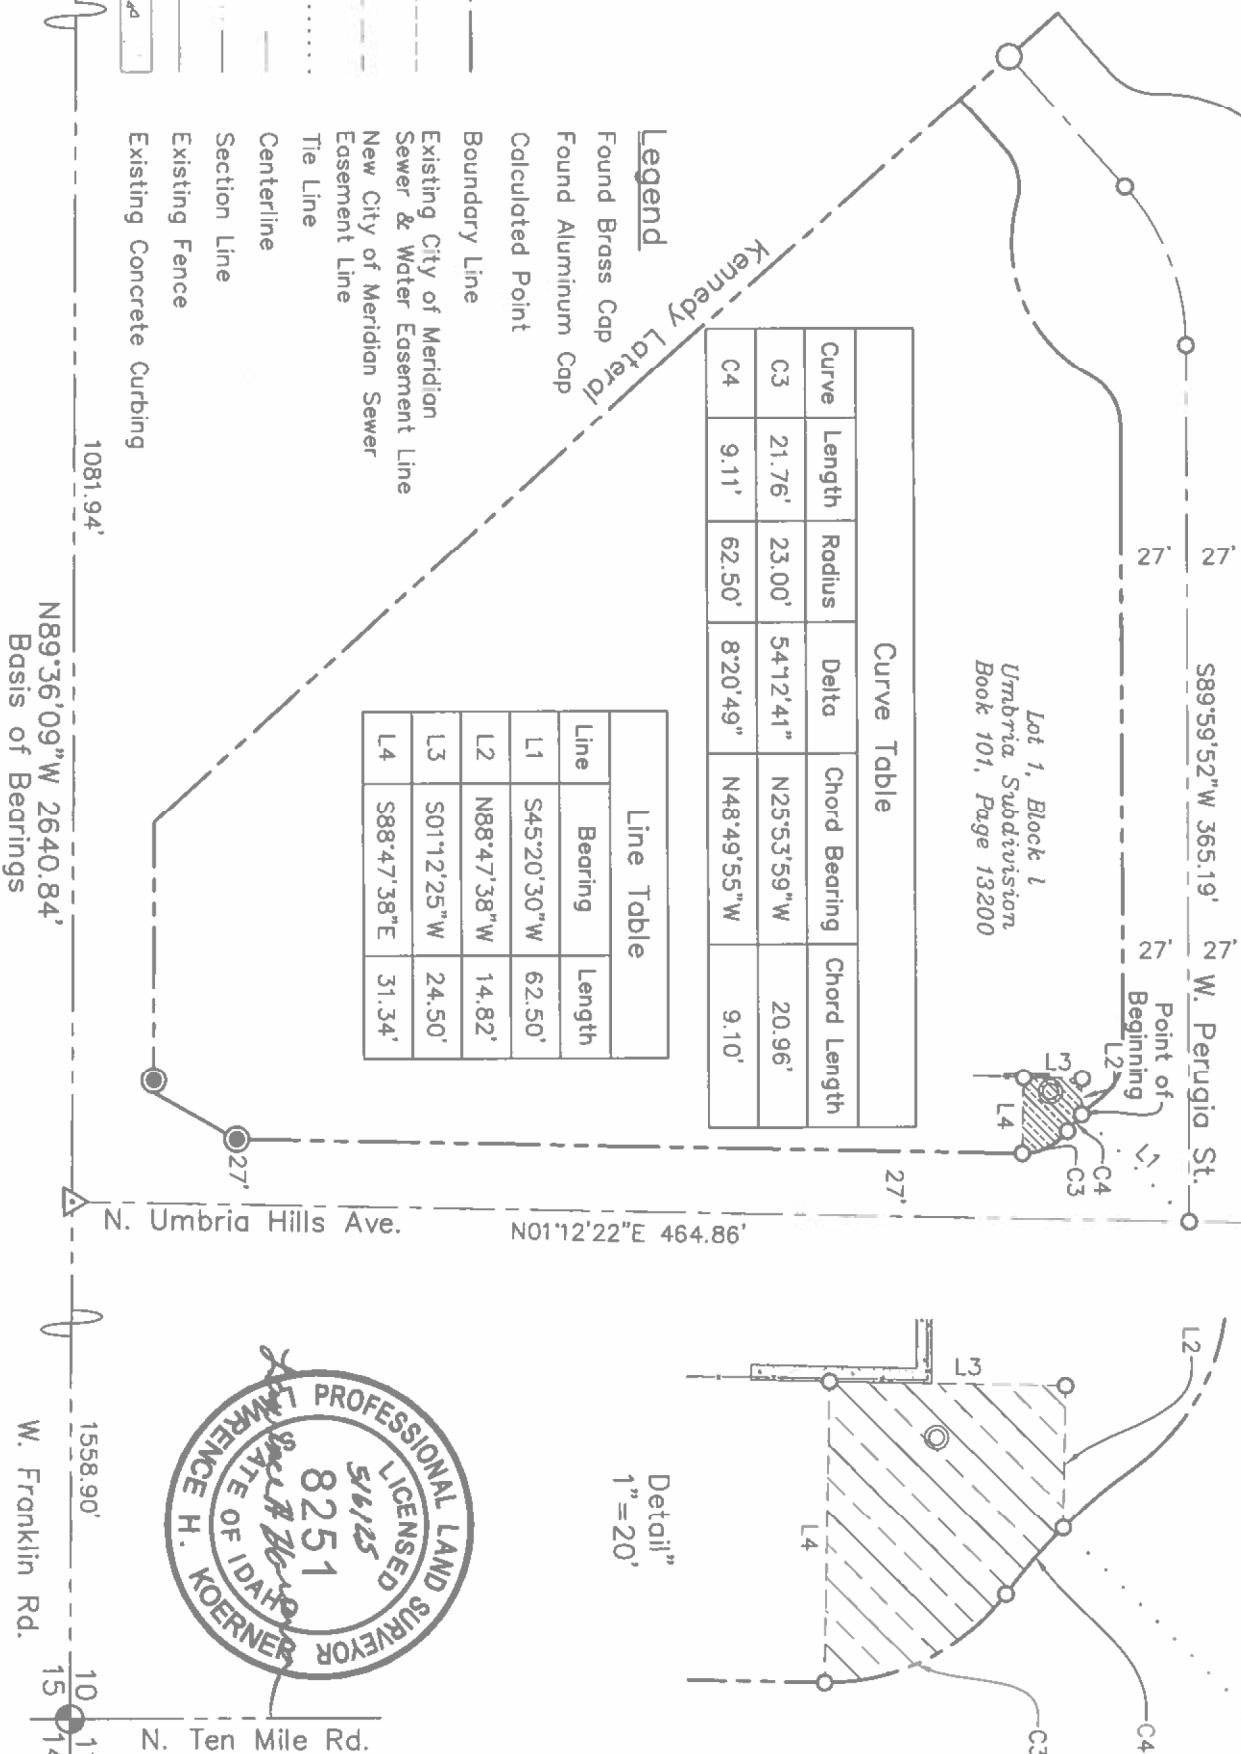 S89°59'52"W 365.19'
W. Perugia St.
27'
27'
27'
27'
Point of
Beginning
L2
L3
L4
L1
C4
C3
Lot 1, Block 1
Umbria Subdivision
Book 101, Page 13200
Kennedy Lateral
Curve Table
Curve Length Radius Delta Chord Bearing Chord Length
C3 21.76' 23.00' 54°12'41" N25°53'59"W 20.96'
C4 9.11' 62.50' 8°20'49" N48°49'55"W 9.10'
Line Table
Line Bearing Length
L1 S45°20'30"W 62.50'
L2 N88°47'38"W 14.82'
L3 S01°12'25"W 24.50'
L4 S88°47'38"E 31.34'
Legend
Found Brass Cap
Found Aluminum Cap
Calculated Point
Boundary Line
Existing City of Meridian
Sewer & Water Easement Line
New City of Meridian Sewer
Easement Line
Tie Line
Centerline
Section Line
Existing Fence
Existing Concrete Curbing
27'
27'
N. Umbria Hills Ave.
N01°12'22"E 464.86'
1081.94'
N89°36'09"W 2640.84'
Basis of Bearings
1558.90'
W. Franklin Rd.
10
15
N. Ten Mile Rd.
L2
L3
L4
C4
C3
Detail"
1"=20'
PROFESSIONAL LAND SURVEYOR
LICENSED
5/6/25
8251
STATE OF IDAHO
LAWRENCE H. KOERNER